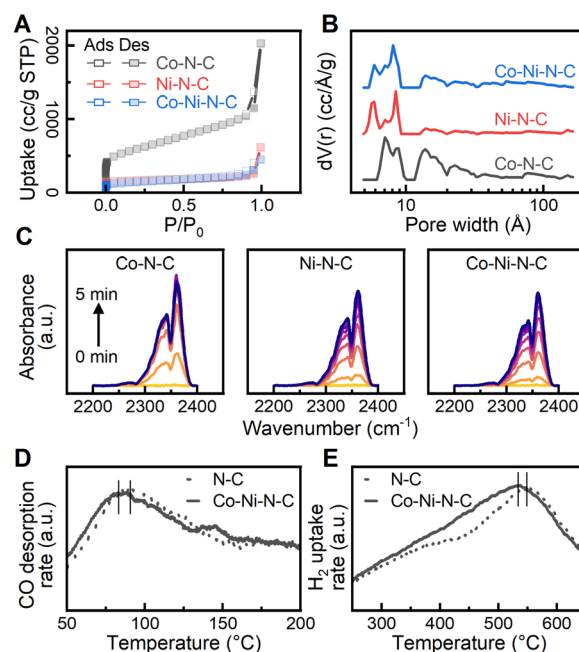 A
Uptake (cc/g STP)
2000
1000
0
Ads Des
Co-N-C
Ni-N-C
Co-Ni-N-C
0.0 0.5 1.0
P/P0
B
dV(r) (cc/Å/g)
Co-Ni-N-C
Ni-N-C
Co-N-C
10 100
Pore width (Å)
C
Absorbance
(a.u.)
Co-N-C
5 min
0 min
2200 2300 2400
Ni-N-C
2200 2300 2400
Co-Ni-N-C
2200 2300 2400
Wavenumber (cm-1)
D
CO desorption
rate (a.u.)
N-C
Co-Ni-N-C
50 100 150 200
Temperature (°C)
E
H2 uptake
rate (a.u.)
N-C
Co-Ni-N-C
300 400 500 600
Temperature (°C)